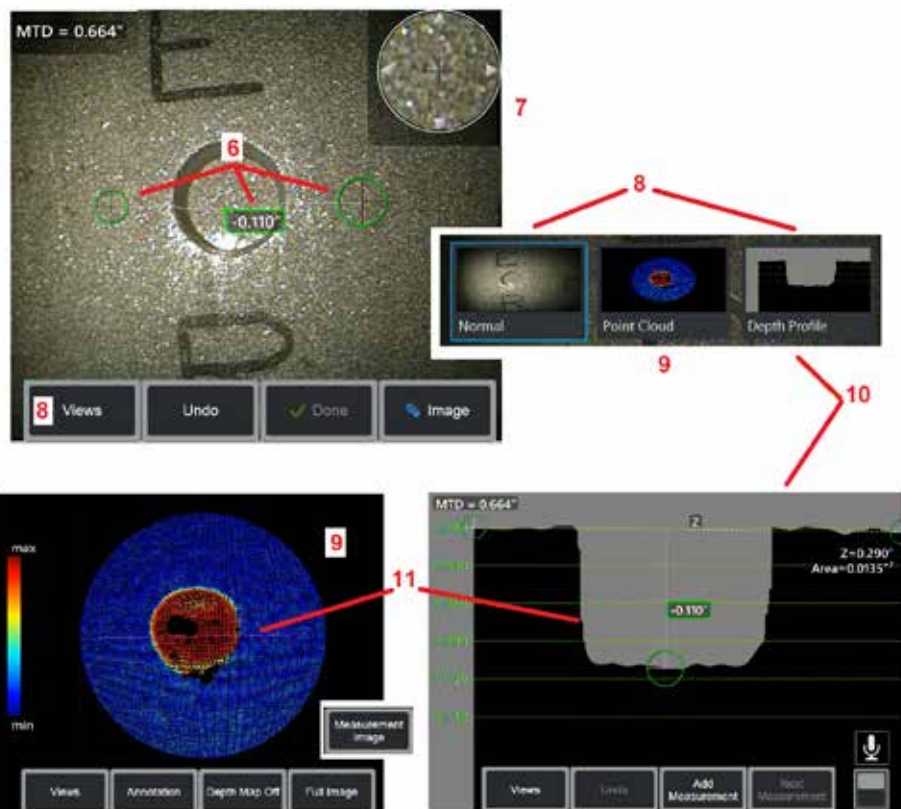 MTD = 0.664"
E
7
6
-0.110"
8
Normal
Point Cloud
Depth Profile
9
D
8 Views
Undo
Done
Image
10
max
min
9
11
Measurement Image
Views
Annotation
Depth Map Off
Full Image
MTD = 0.664"
Z
Z=0.290"
Area=0.0135"²
-0.110"
Views
Undo
Add Measurement
Next Measurement